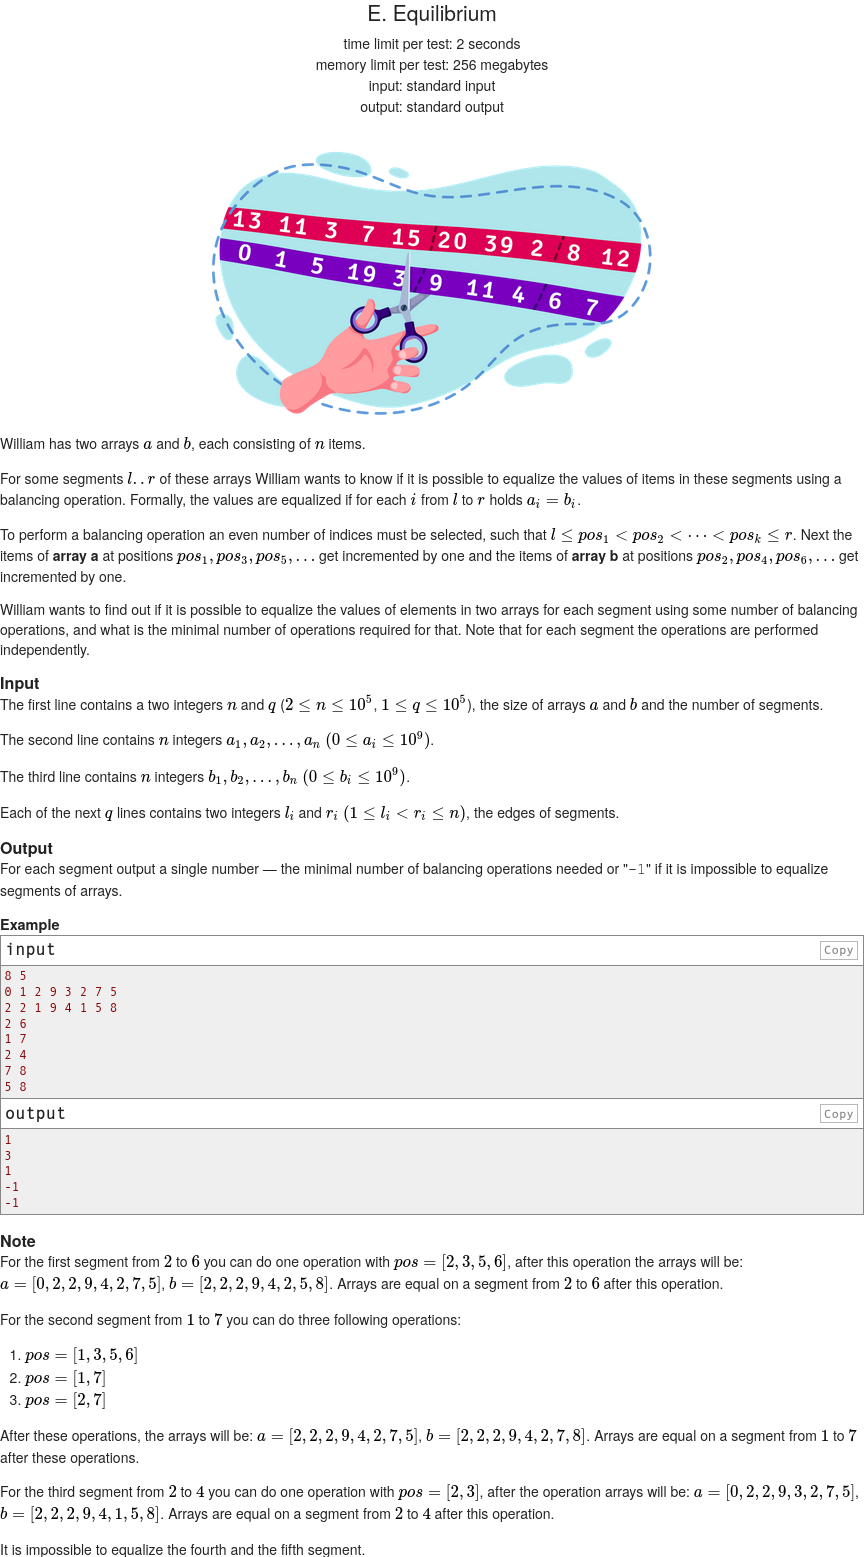 E. Equilibrium
time limit per test: 2 seconds
memory limit per test: 256 megabytes
input: standard input
output: standard output
13 11 3 7 15 20 39 2 8 12
0 1 5 19 3 9 11 4 6 7
William has two arrays a and b, each consisting of n items.
For some segments l..r of these arrays William wants to know if it is possible to equalize the values of items in these segments using a
balancing operation. Formally, the values are equalized if for each i from l to r holds a_i = b_i.
To perform a balancing operation an even number of indices must be selected, such that l ≤ pos_1 < pos_2 < ⋯ < pos_k ≤ r. Next the
items of array a at positions pos_1, pos_3, pos_5, … get incremented by one and the items of array b at positions pos_2, pos_4, pos_6, … get
incremented by one.
William wants to find out if it is possible to equalize the values of elements in two arrays for each segment using some number of balancing
operations, and what is the minimal number of operations required for that. Note that for each segment the operations are performed
independently.
Input
The first line contains a two integers n and q (2 ≤ n ≤ 10^5, 1 ≤ q ≤ 10^5), the size of arrays a and b and the number of segments.
The second line contains n integers a_1, a_2, …, a_n (0 ≤ a_i ≤ 10^9).
The third line contains n integers b_1, b_2, …, b_n (0 ≤ b_i ≤ 10^9).
Each of the next q lines contains two integers l_i and r_i (1 ≤ l_i < r_i ≤ n), the edges of segments.
Output
For each segment output a single number — the minimal number of balancing operations needed or "-1" if it is impossible to equalize
segments of arrays.
Example
input Copy
8 5
0 1 2 9 3 2 7 5
2 2 1 9 4 1 5 8
2 6
1 7
2 4
7 8
5 8
output Copy
1
3
1
-1
-1
Note
For the first segment from 2 to 6 you can do one operation with pos = [2, 3, 5, 6], after this operation the arrays will be:
a = [0, 2, 2, 9, 4, 2, 7, 5], b = [2, 2, 2, 9, 4, 2, 5, 8]. Arrays are equal on a segment from 2 to 6 after this operation.
For the second segment from 1 to 7 you can do three following operations:
1. pos = [1, 3, 5, 6]
2. pos = [1, 7]
3. pos = [2, 7]
After these operations, the arrays will be: a = [2, 2, 2, 9, 4, 2, 7, 5], b = [2, 2, 2, 9, 4, 2, 7, 8]. Arrays are equal on a segment from 1 to 7
after these operations.
For the third segment from 2 to 4 you can do one operation with pos = [2, 3], after the operation arrays will be: a = [0, 2, 2, 9, 3, 2, 7, 5],
b = [2, 2, 2, 9, 4, 1, 5, 8]. Arrays are equal on a segment from 2 to 4 after this operation.
It is impossible to equalize the fourth and the fifth segment.